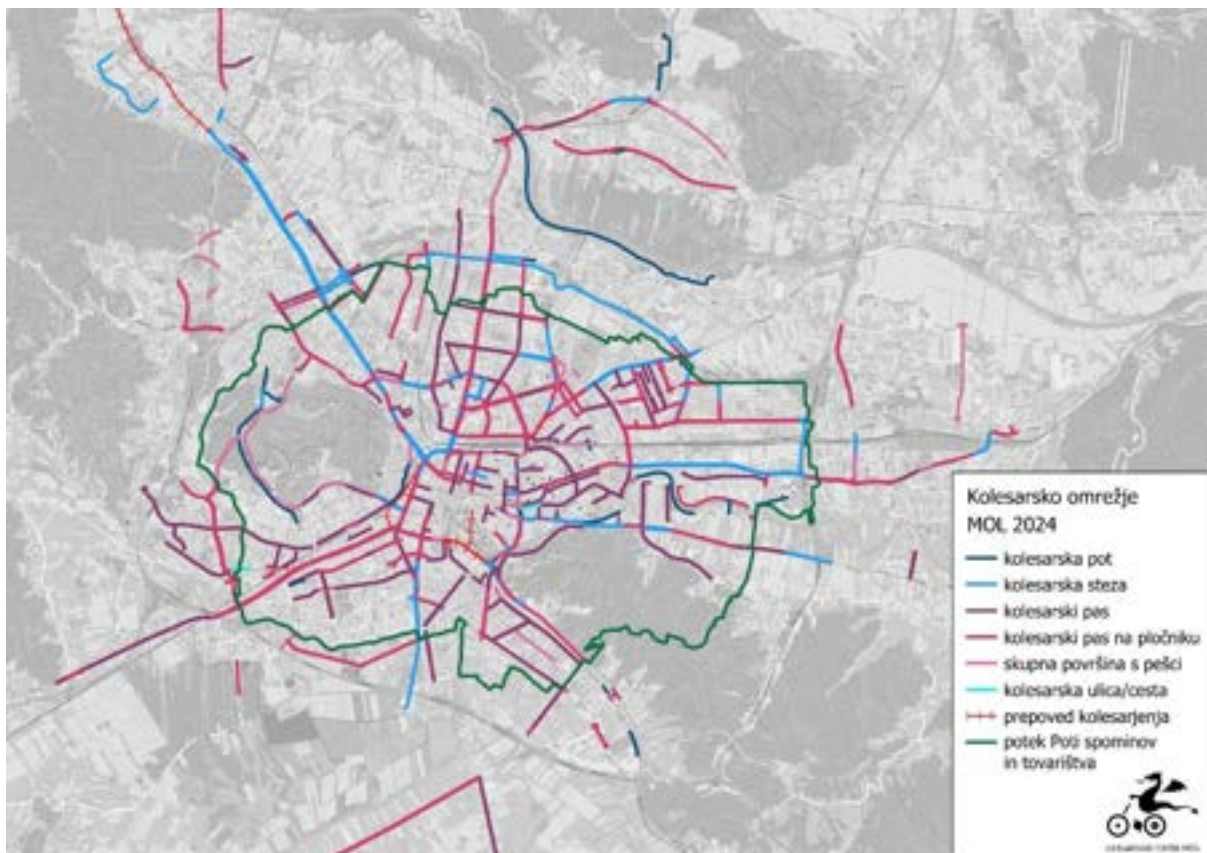 Kolesarsko omrežje
MOL 2024
kolesarska pot
kolesarska steza
kolesarski pas
kolesarski pas na pločniku
skupna površina s pešci
kolesarska ulica/cesta
prepoved kolesarjenja
potek Poti spominov
in tovarištva